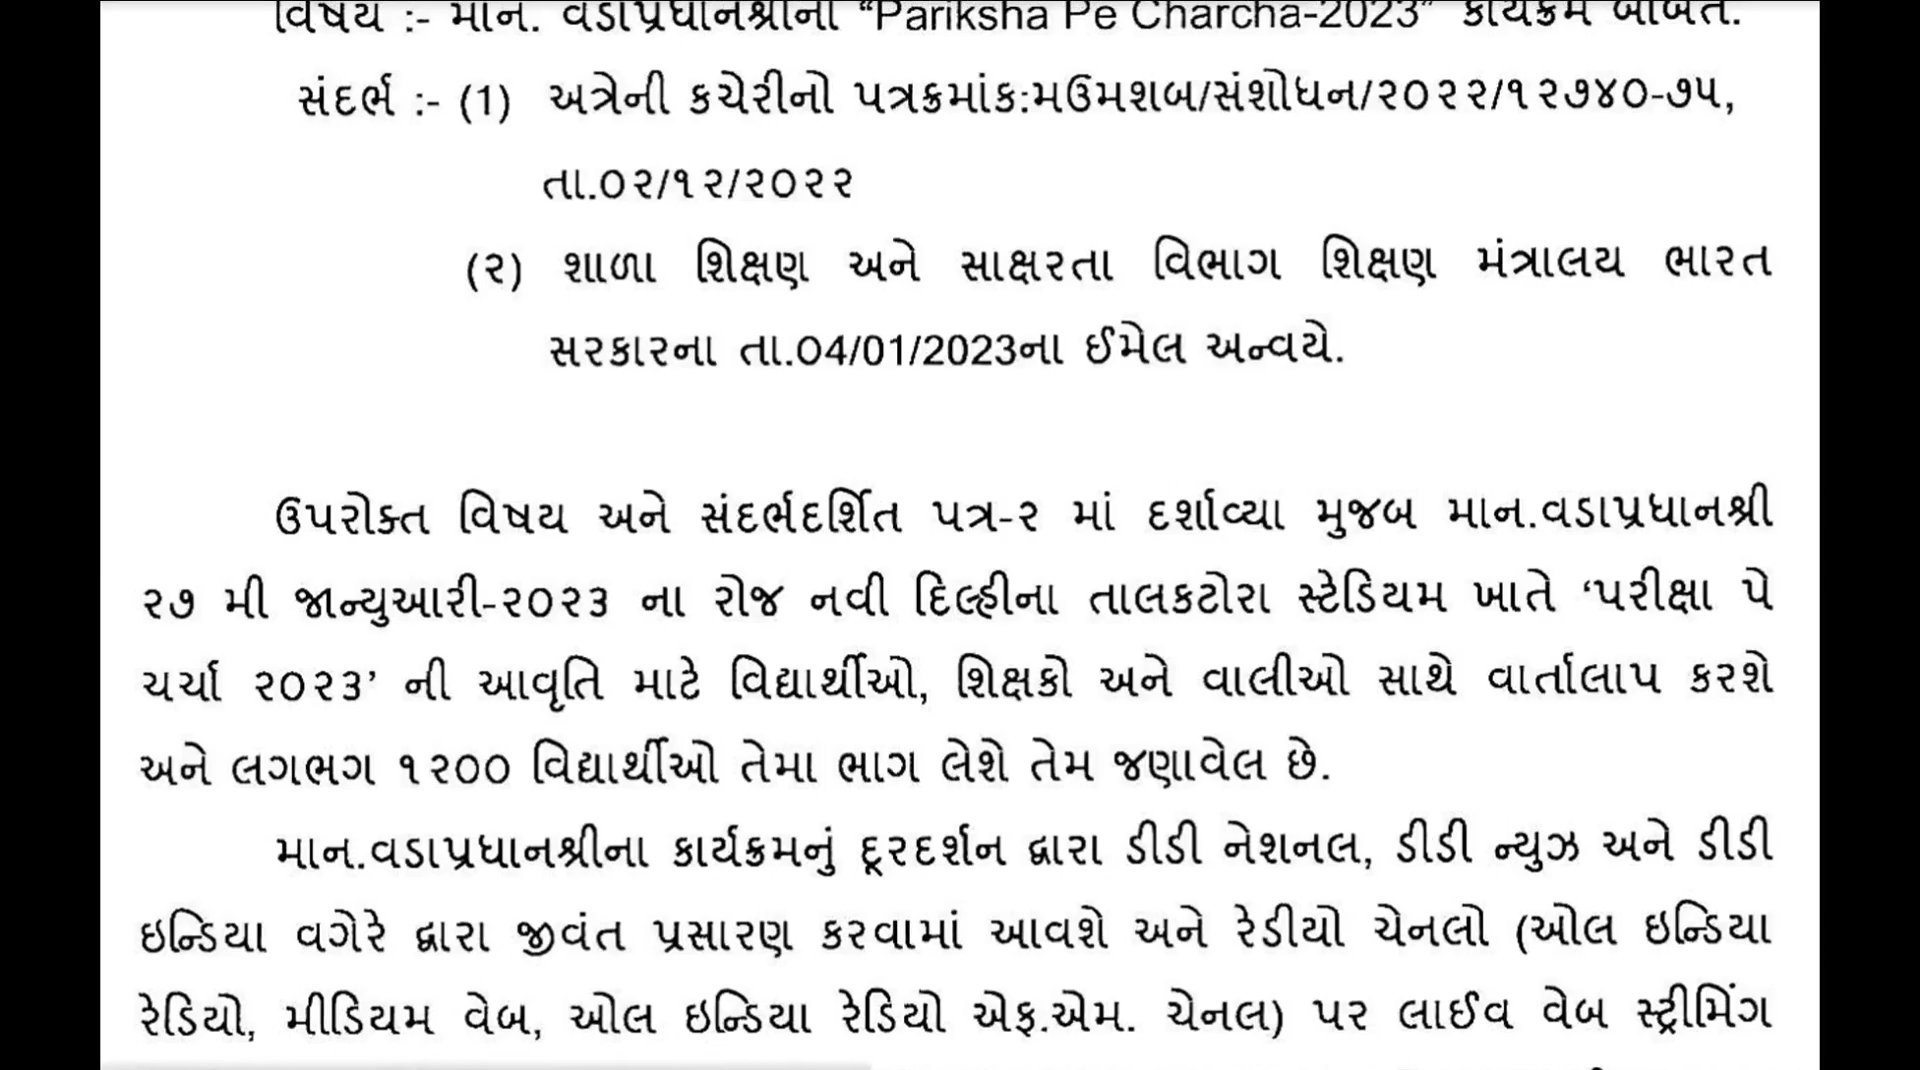 વિષય :- માન. વડાપ્રધાનશ્રીના “Pariksha Pe Charcha-2023” કાર્યક્રમ બાબત.
સંદર્ભ :- (1) અત્રેની કચેરીનો પત્રક્રમાંક:મઉમશબ/સંશોધન/૨૦૨૨/૧૨૭૪૦-૭૫,
તા.૦૨/૧૨/૨૦૨૨
(૨) શાળા શિક્ષણ અને સાક્ષરતા વિભાગ શિક્ષણ મંત્રાલય ભારત
સરકારના તા.04/01/2023ના ઈમેલ અન્વયે.
ઉપરોક્ત વિષય અને સંદર્ભદર્શિત પત્ર-૨ માં દર્શાવ્યા મુજબ માન.વડાપ્રધાનશ્રી
૨૭ મી જાન્યુઆરી-૨૦૨૩ ના રોજ નવી દિલ્હીના તાલકટોરા સ્ટેડિયમ ખાતે ‘પરીક્ષા પે
ચર્ચા ૨૦૨૩’ ની આવૃતિ માટે વિદ્યાર્થીઓ, શિક્ષકો અને વાલીઓ સાથે વાર્તાલાપ કરશે
અને લગભગ ૧૨૦૦ વિદ્યાર્થીઓ તેમા ભાગ લેશે તેમ જણાવેલ છે.
માન.વડાપ્રધાનશ્રીના કાર્યક્રમનું દૂરદર્શન દ્વારા ડીડી નેશનલ, ડીડી ન્યુઝ અને ડીડી
ઇન્ડિયા વગેરે દ્વારા જીવંત પ્રસારણ કરવામાં આવશે અને રેડીયો ચેનલો (ઓલ ઇન્ડિયા
રેડિયો, મીડિયમ વેબ, ઓલ ઇન્ડિયા રેડિયો એફ.એમ. ચેનલ) પર લાઈવ વેબ સ્ટ્રીમિંગ